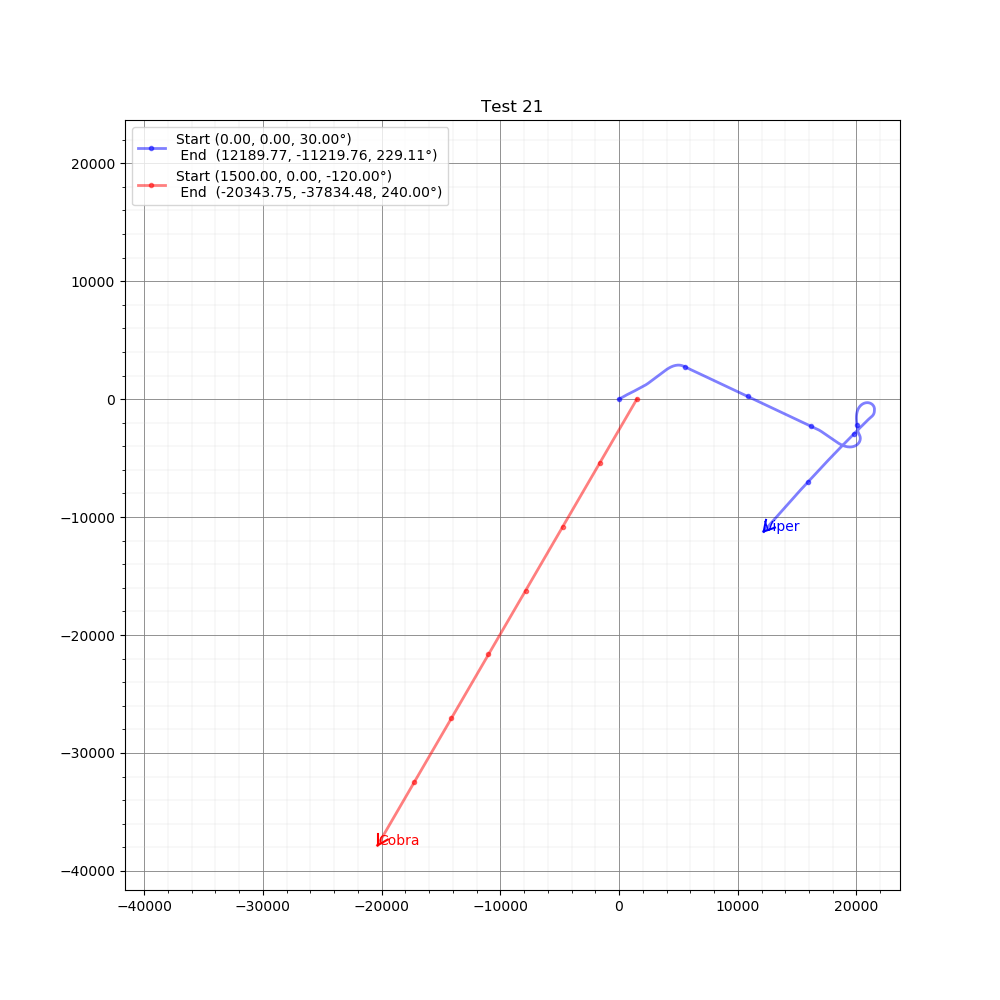 Test 21
Start (0.00, 0.00, 30.00°)
End  (12189.77, -11219.76, 229.11°)
Start (1500.00, 0.00, -120.00°)
End  (-20343.75, -37834.48, 240.00°)
20000
10000
0
−10000
−20000
−30000
−40000
Viper
Cobra
−40000
−30000
−20000
−10000
0
10000
20000